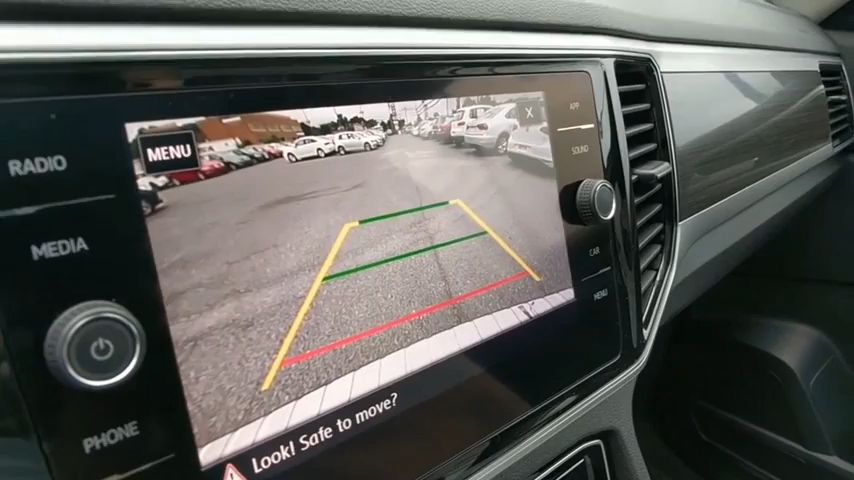 MENU
X
APP
RADIO
SOUND
MEDIA
CAR
MENU
PHONE
Look! Safe to move?